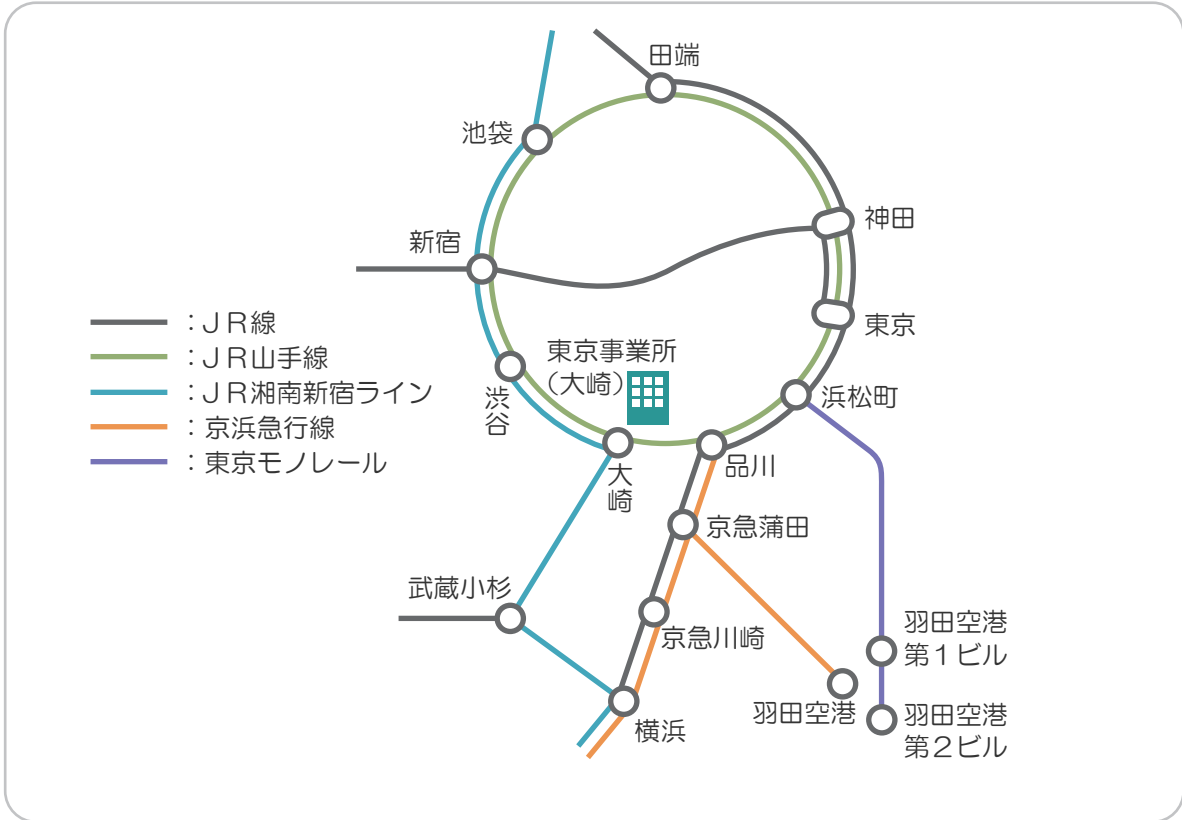 田端
池袋
神田
新宿
：ＪＲ線
東京
：ＪＲ山手線
東京事業所
（大崎）
：ＪＲ湘南新宿ライン
渋谷
浜松町
：京浜急行線
：東京モノレール
大崎
品川
京急蒲田
武蔵小杉
京急川崎
羽田空港
第１ビル
羽田空港
横浜
羽田空港
第２ビル